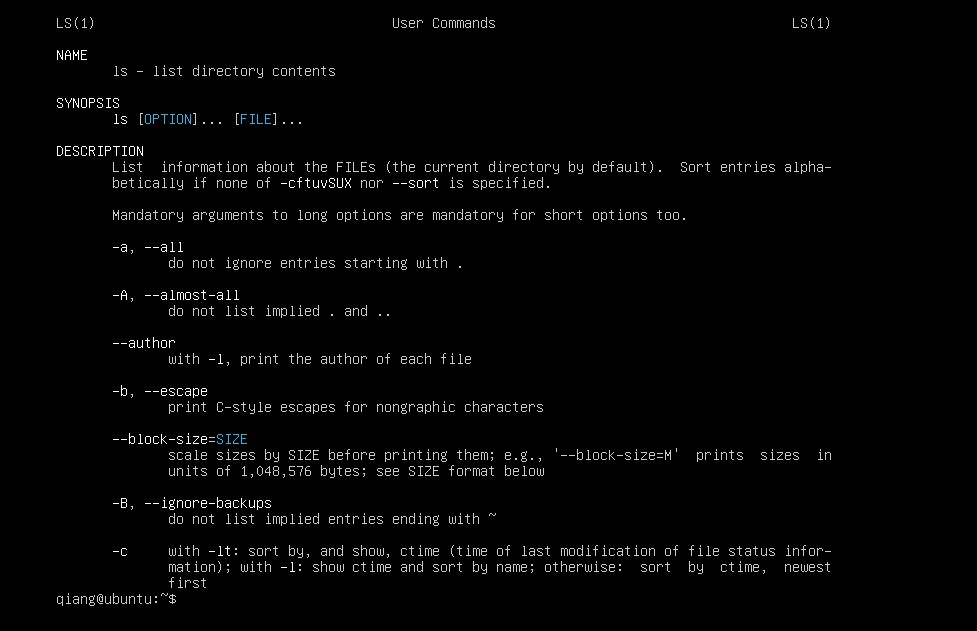 LS(1) User Commands LS(1)
NAME
ls - list directory contents
SYNOPSIS
ls [OPTION]... [FILE]...
DESCRIPTION
List  information about the FILEs (the current directory by default).  Sort entries alpha-
betically if none of -cftuvSUX nor --sort is specified.
Mandatory arguments to long options are mandatory for short options too.
-a, --all
do not ignore entries starting with .
-A, --almost-all
do not list implied . and ..
--author
with -l, print the author of each file
-b, --escape
print C-style escapes for nongraphic characters
--block-size=SIZE
scale sizes by SIZE before printing them; e.g., '--block-size=M'  prints  sizes  in
units of 1,048,576 bytes; see SIZE format below
-B, --ignore-backups
do not list implied entries ending with ~
-c     with -lt: sort by, and show, ctime (time of last modification of file status infor-
mation); with -l: show ctime and sort by name; otherwise:  sort  by  ctime,  newest
first
qiang@ubuntu:~$